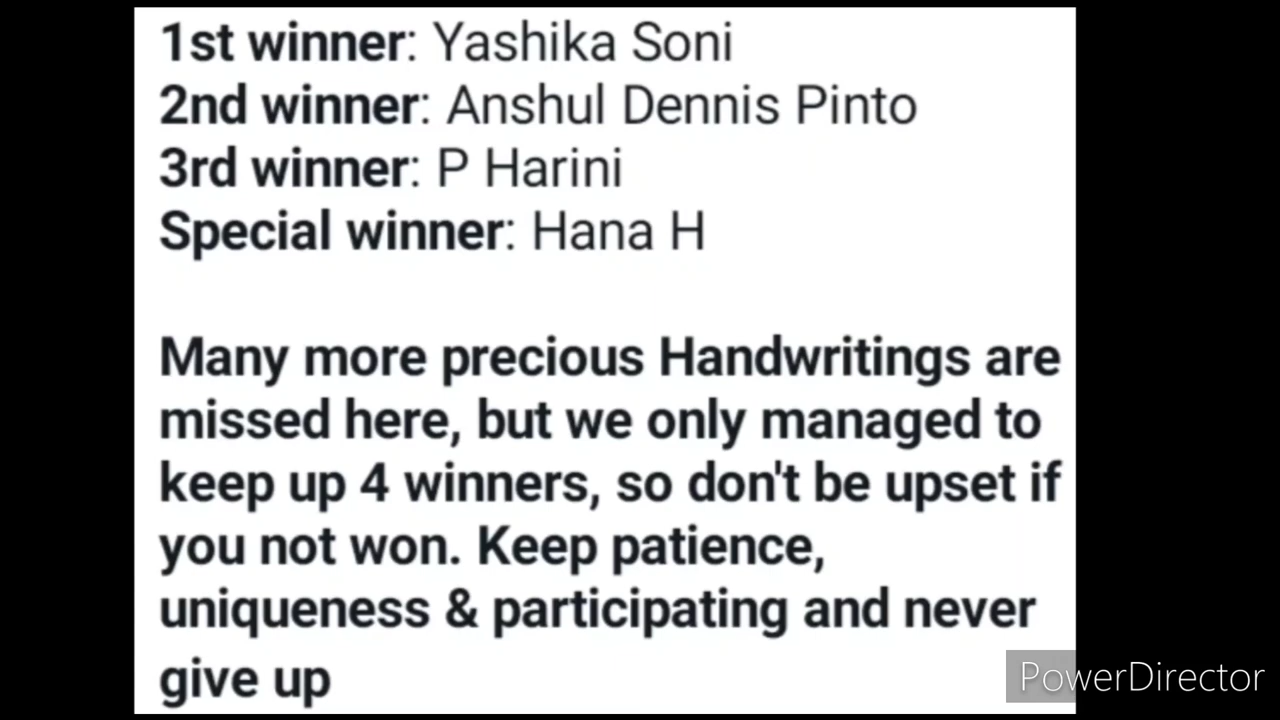 1st winner: Yashika Soni
2nd winner: Anshul Dennis Pinto
3rd winner: P Harini
Special winner: Hana H
Many more precious Handwritings are
missed here, but we only managed to
keep up 4 winners, so don't be upset if
you not won. Keep patience,
uniqueness & participating and never
give up
PowerDirector